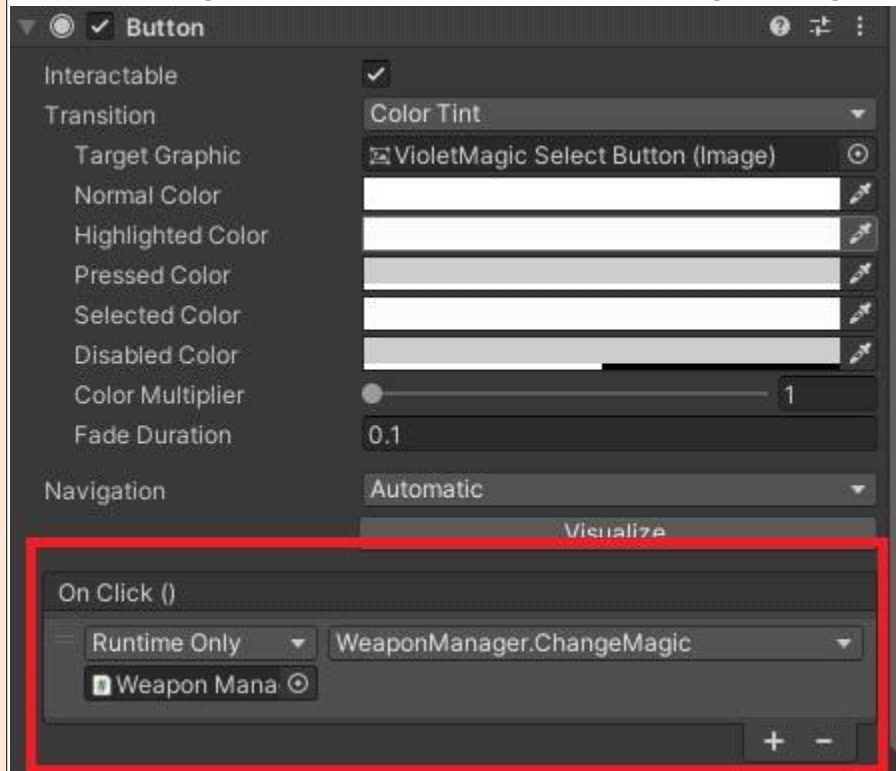 Button
Interactable
Transition Color Tint
Target Graphic VioletMagic Select Button (Image)
Normal Color
Highlighted Color
Pressed Color
Selected Color
Disabled Color
Color Multiplier 1
Fade Duration 0.1
Navigation Automatic
Visualize
On Click ()
Runtime Only WeaponManager.ChangeMagic
Weapon Mana